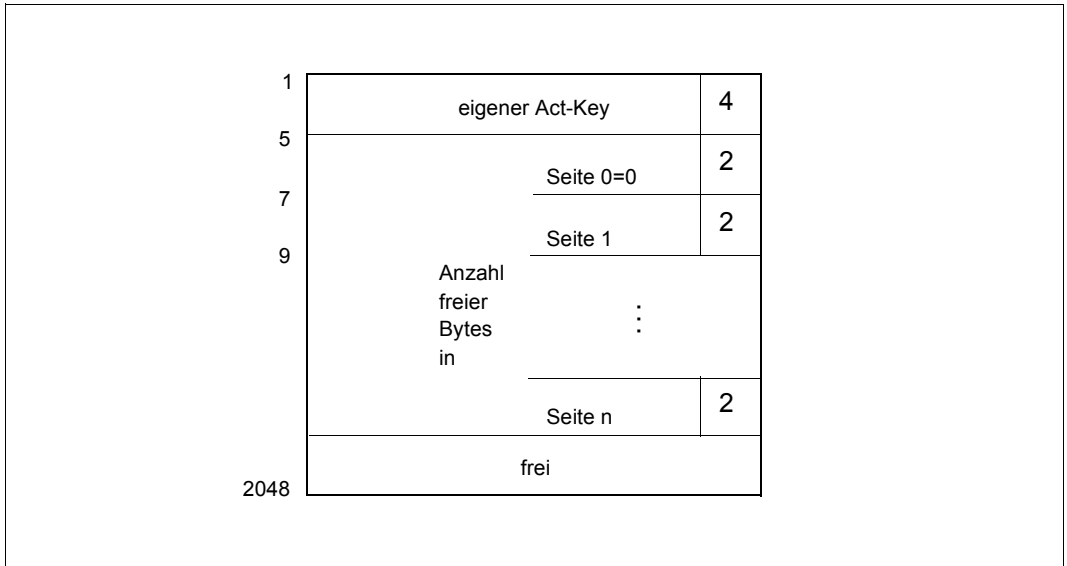 1
eigener Act-Key 4
5
Seite 0=0 2
7
Seite 1 2
9
Anzahl
freier
Bytes
in
⋮
Seite n 2
frei
2048